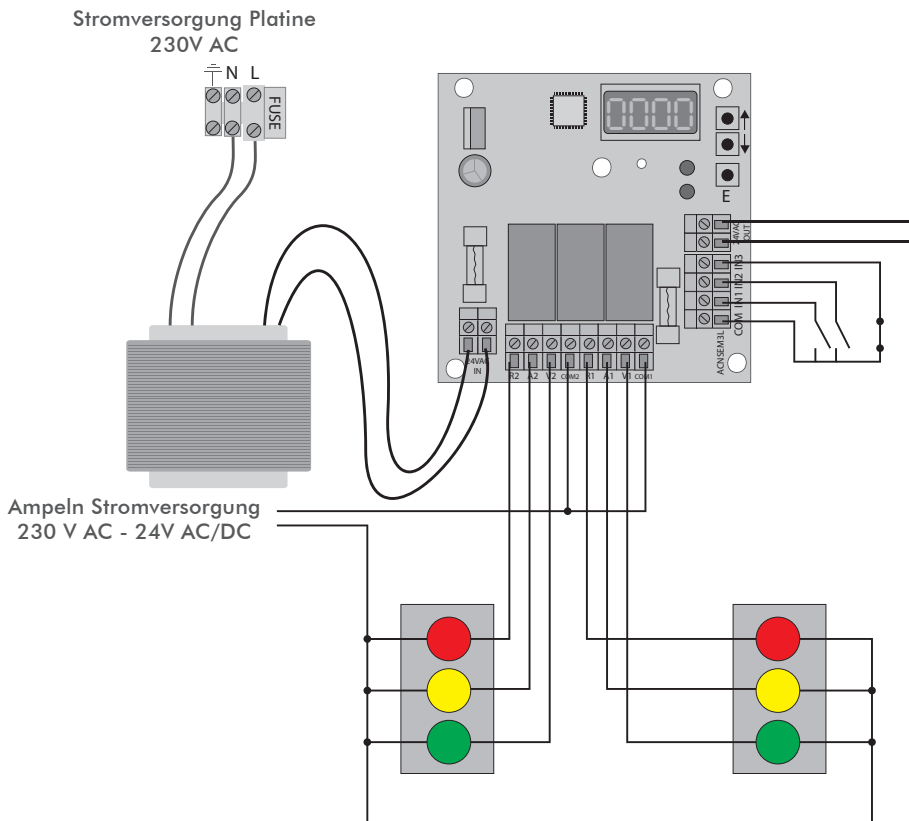 Stromversorgung Platine
230V AC
N L
FUSE
0000
E
24VAC
OUT
COM IN1 IN2 IN3
ACNSEM3L
24VAC
IN
R2 A2 V2 COM2 R1 A1 V1 COM1
Ampeln Stromversorgung
230 V AC - 24V AC/DC